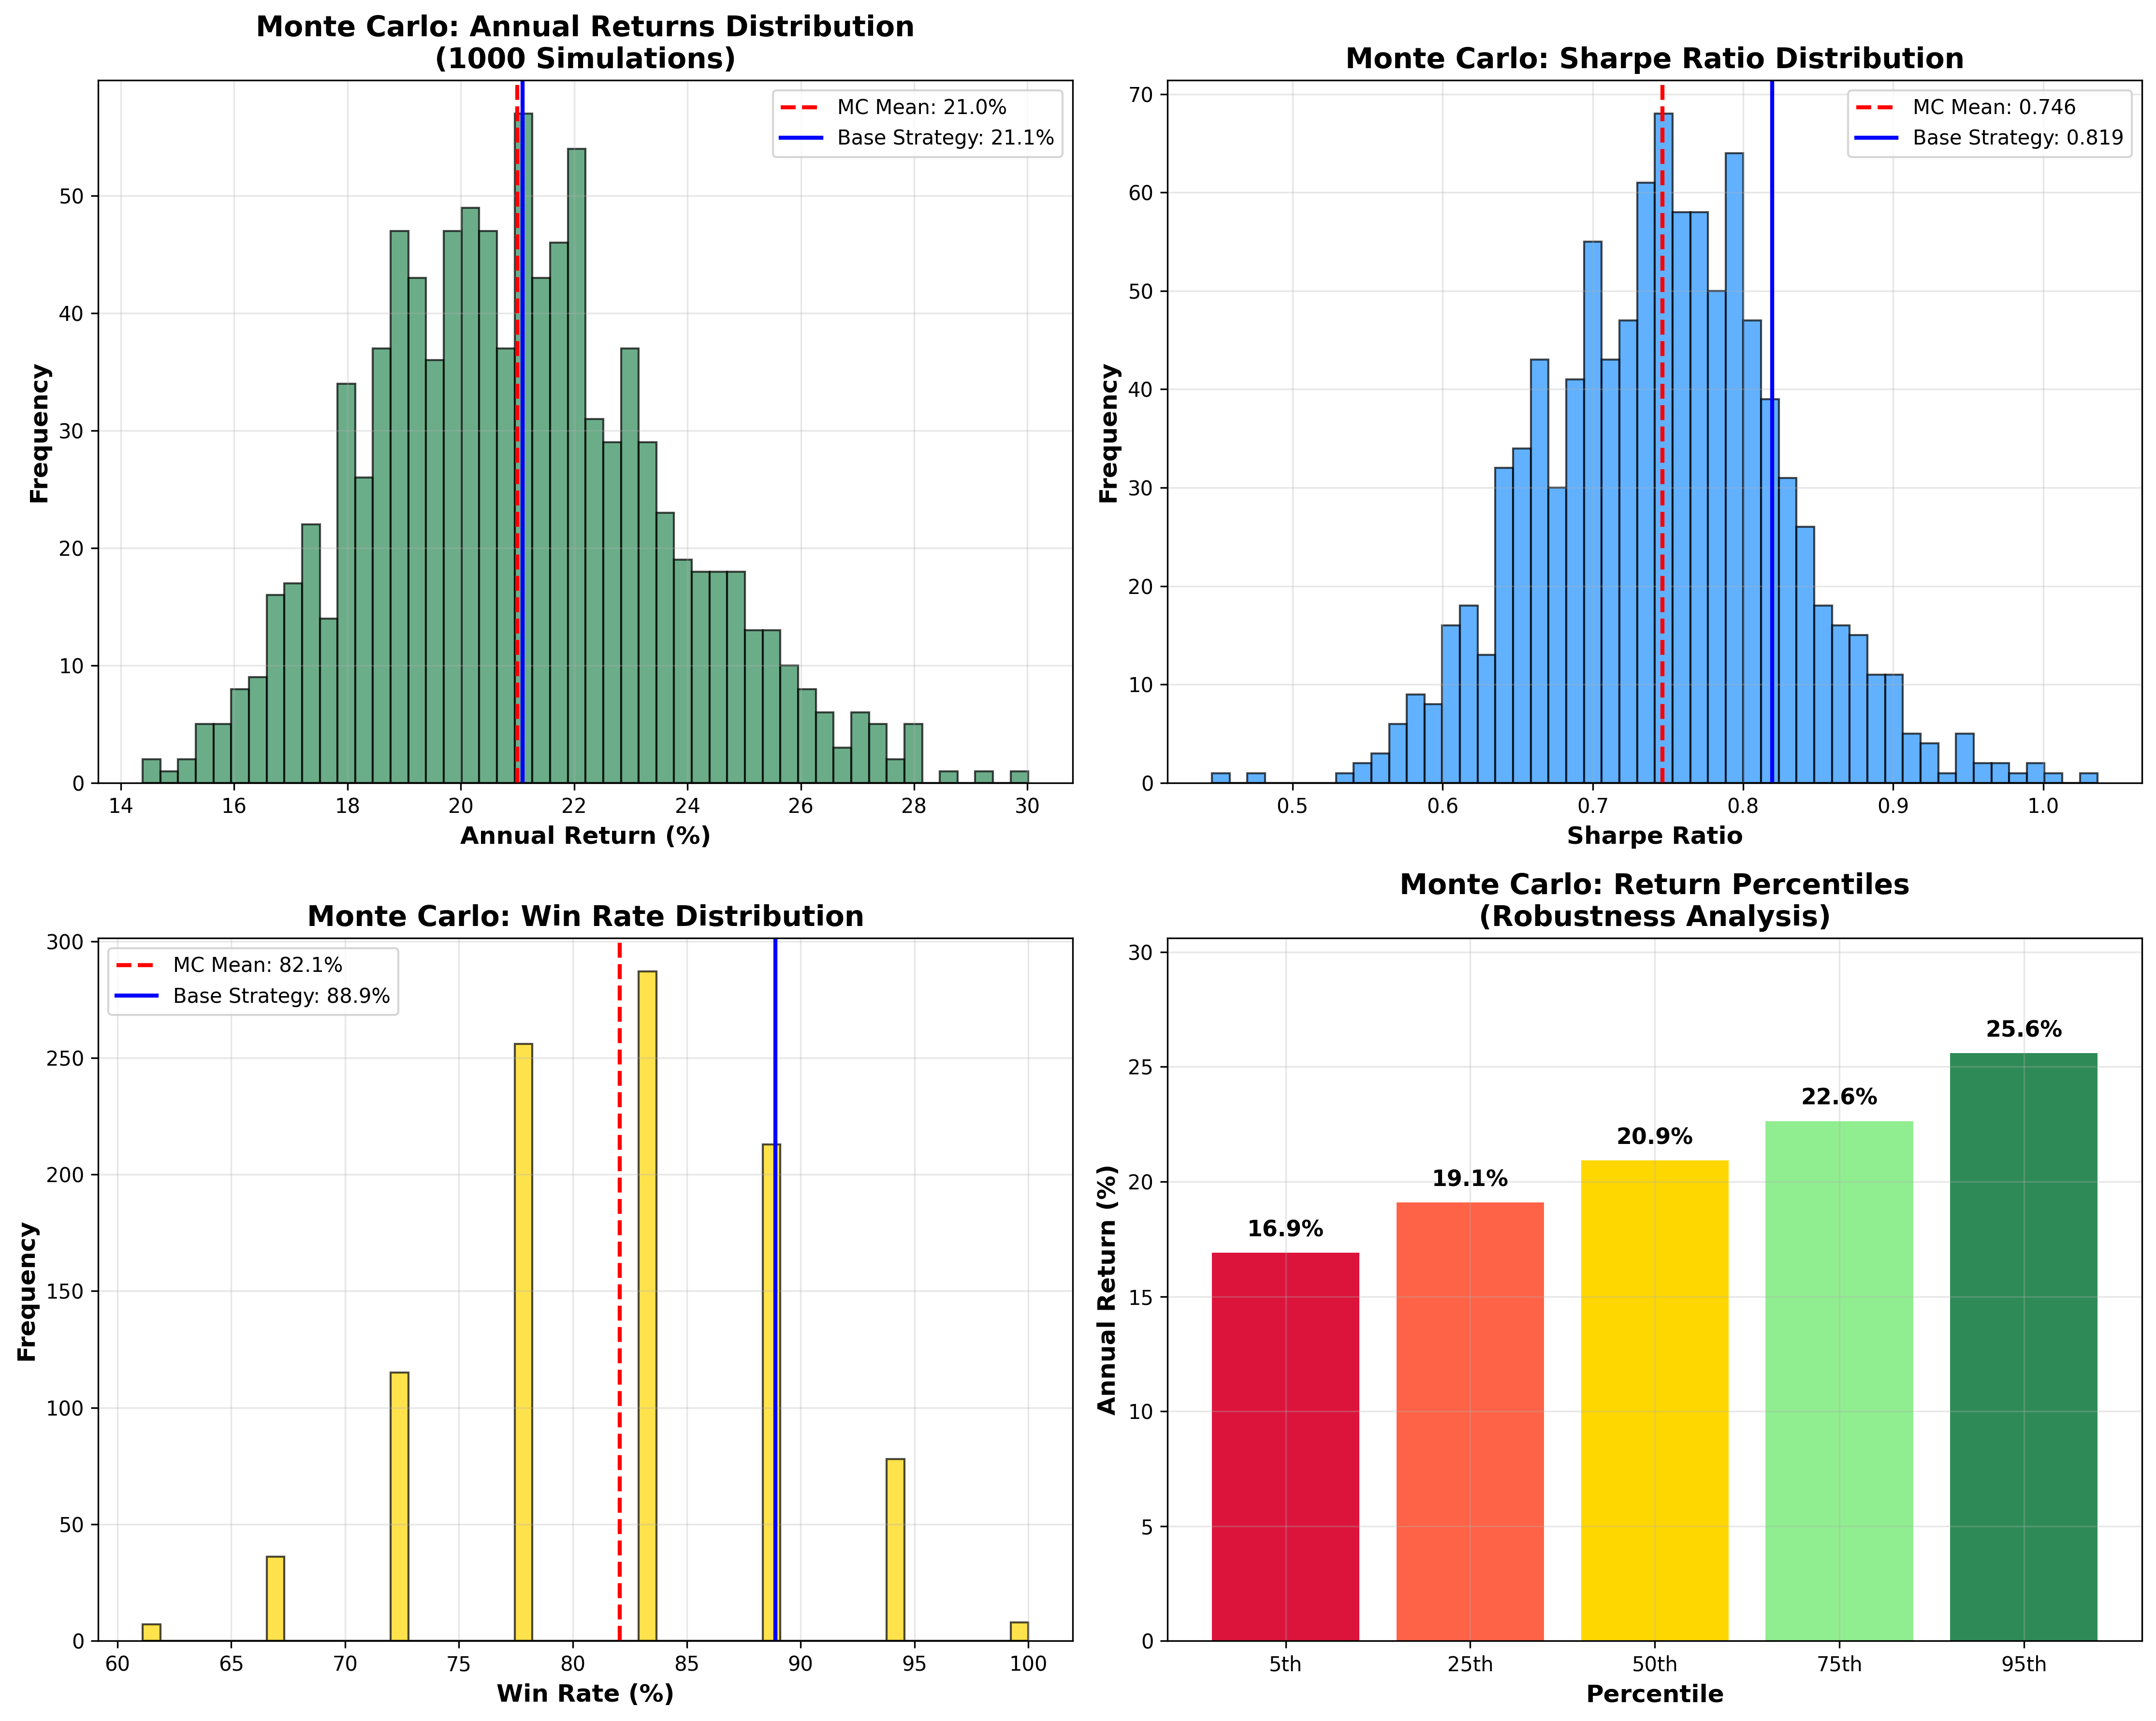 Monte Carlo: Annual Returns Distribution
(1000 Simulations)
MC Mean: 21.0%
Base Strategy: 21.1%
Frequency
50
40
30
20
10
0
14 16 18 20 22 24 26 28 30
Annual Return (%)
Monte Carlo: Sharpe Ratio Distribution
MC Mean: 0.746
Base Strategy: 0.819
Frequency
70
60
50
40
30
20
10
0
0.5 0.6 0.7 0.8 0.9 1.0
Sharpe Ratio
Monte Carlo: Win Rate Distribution
MC Mean: 82.1%
Base Strategy: 88.9%
Frequency
300
250
200
150
100
50
0
60 65 70 75 80 85 90 95 100
Win Rate (%)
Monte Carlo: Return Percentiles
(Robustness Analysis)
Annual Return (%)
30
25
20
15
10
5
0
16.9%
19.1%
20.9%
22.6%
25.6%
5th 25th 50th 75th 95th
Percentile